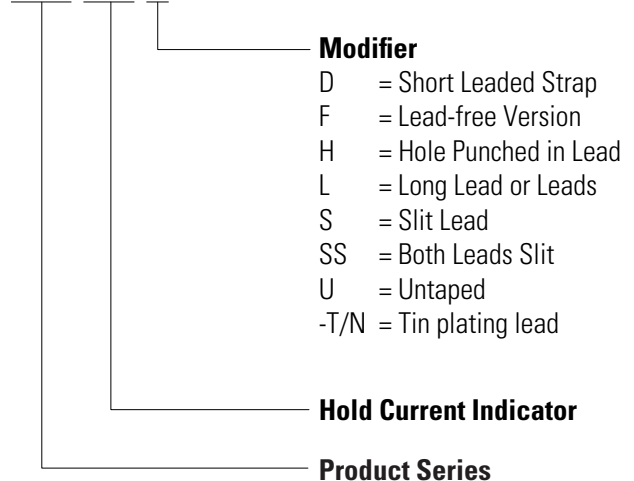 Modifier
D = Short Leaded Strap
F = Lead-free Version
H = Hole Punched in Lead
L = Long Lead or Leads
S = Slit Lead
SS = Both Leads Slit
U = Untaped
-T/N = Tin plating lead
Hold Current Indicator
Product Series